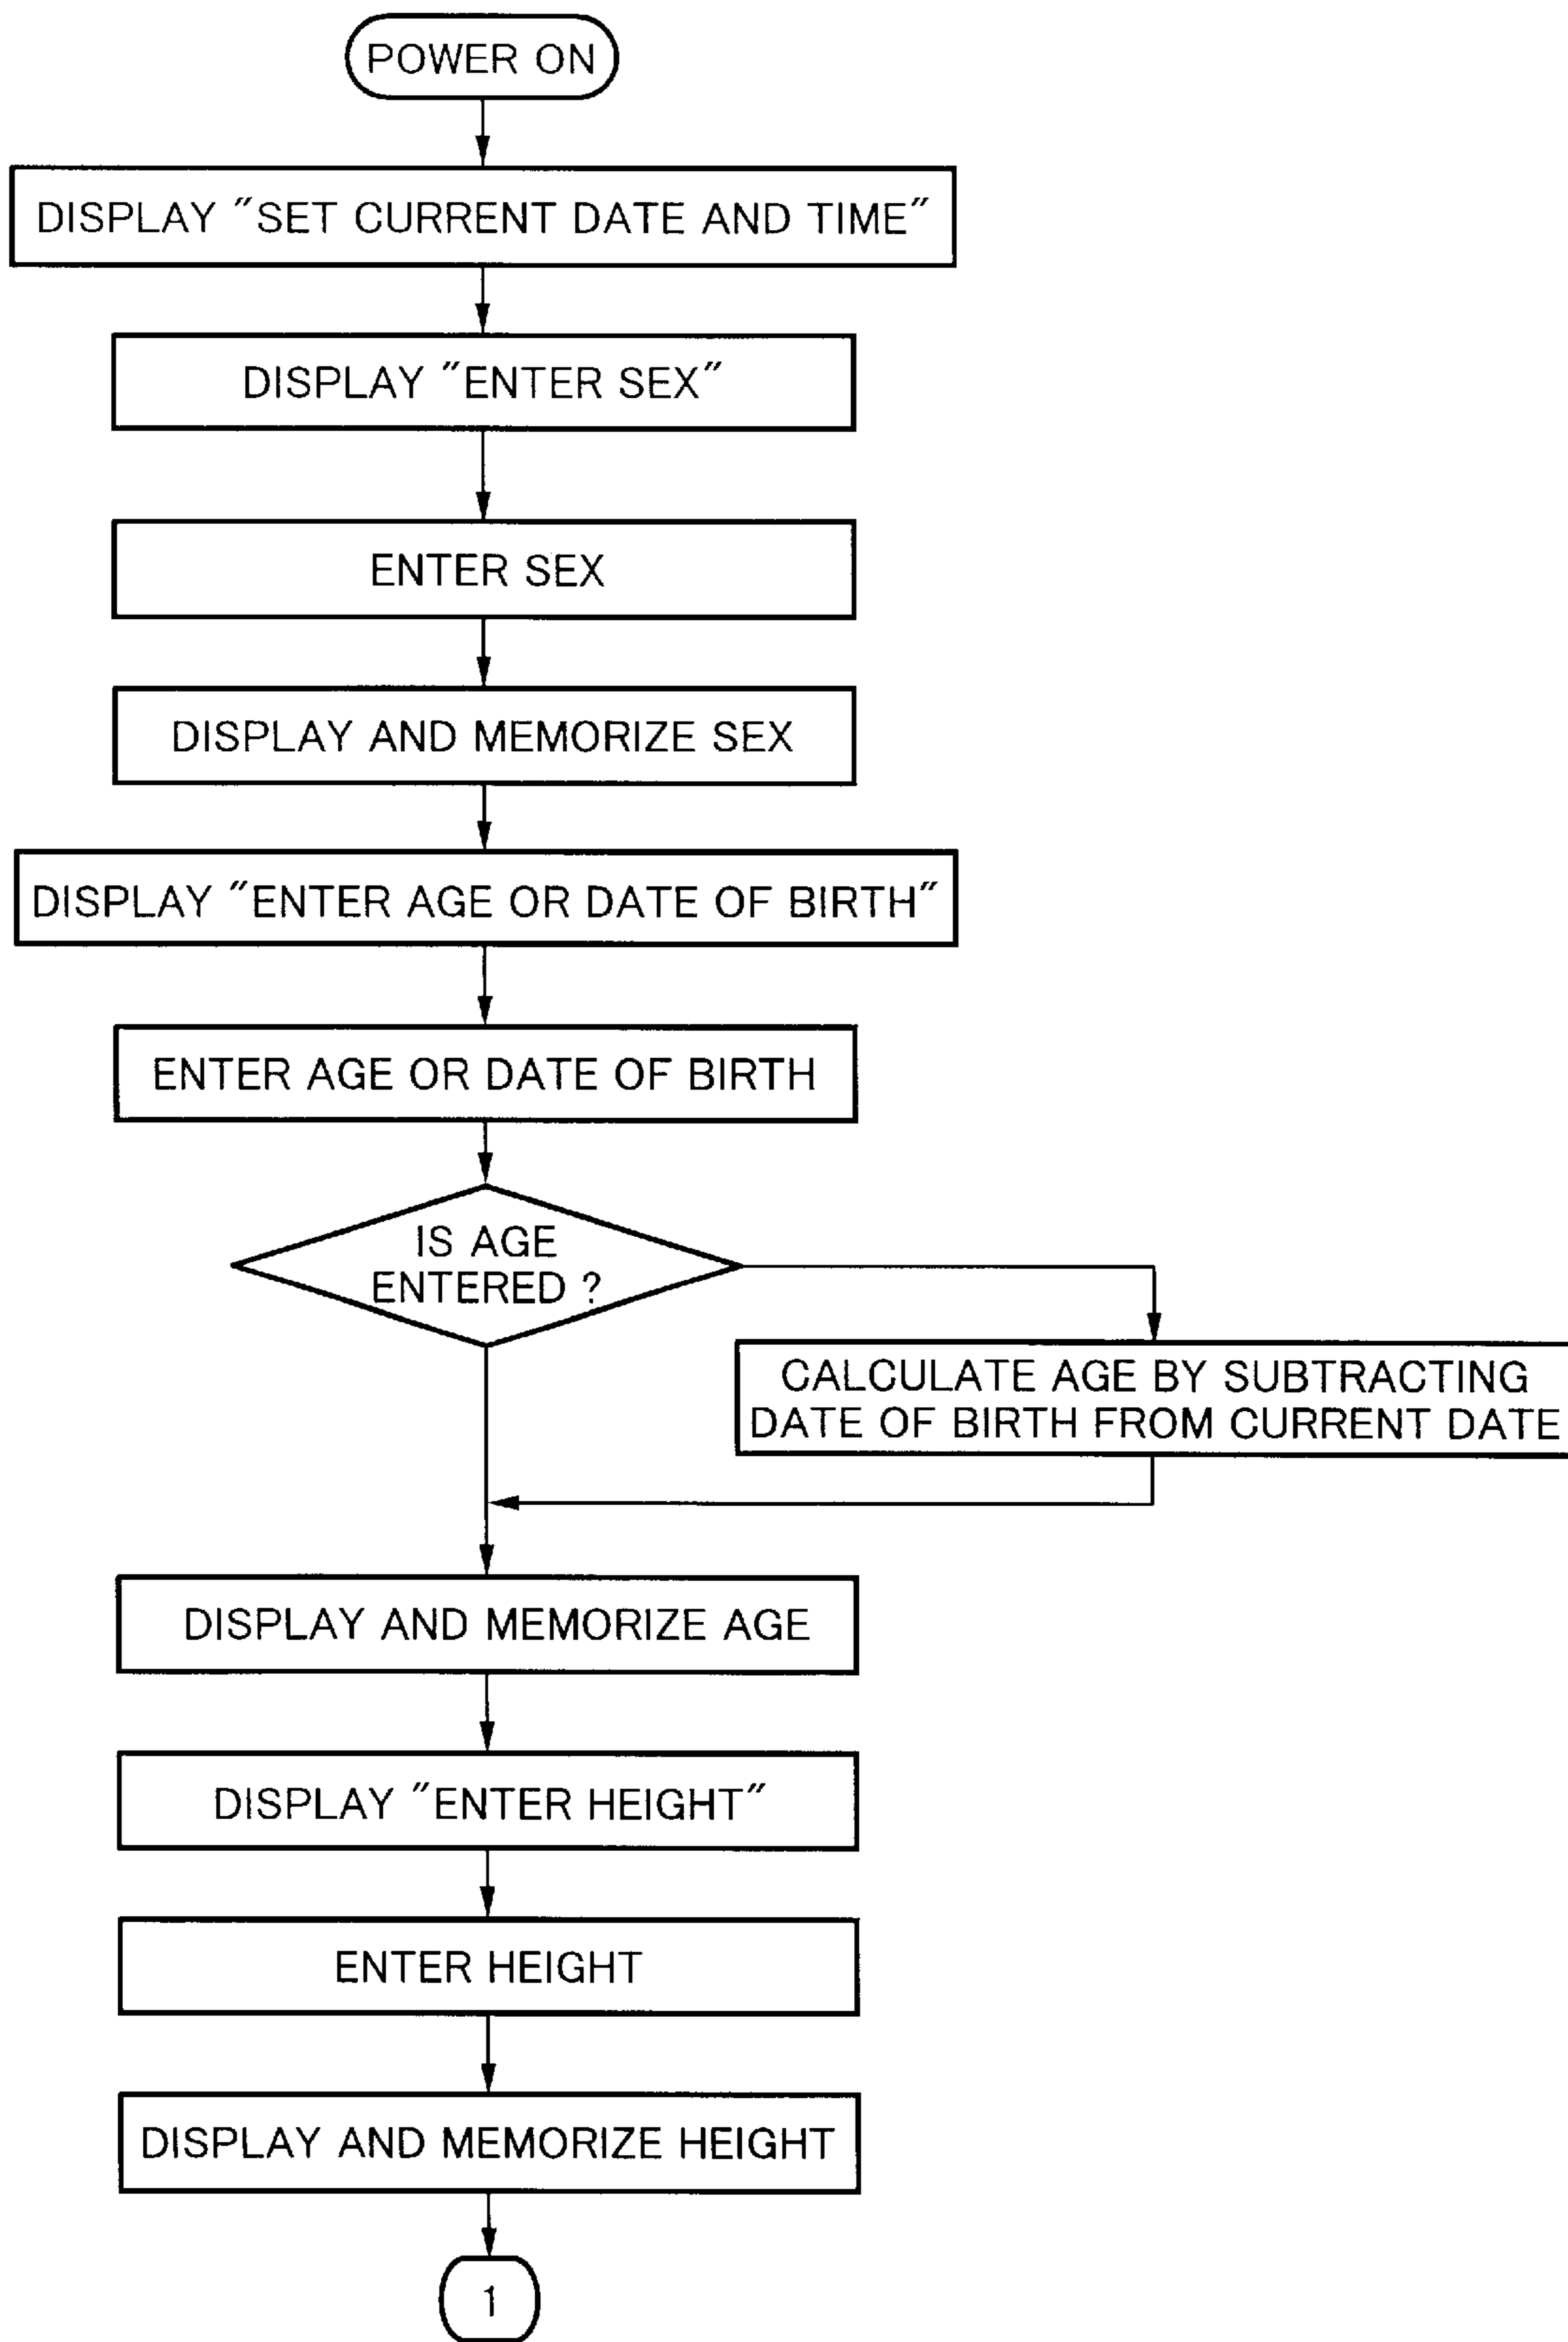 POWER ON
DISPLAY "SET CURRENT DATE AND TIME"
DISPLAY "ENTER SEX"
ENTER SEX
DISPLAY AND MEMORIZE SEX
DISPLAY "ENTER AGE OR DATE OF BIRTH"
ENTER AGE OR DATE OF BIRTH
IS AGE
ENTERED ?
CALCULATE AGE BY SUBTRACTING
DATE OF BIRTH FROM CURRENT DATE
DISPLAY AND MEMORIZE AGE
DISPLAY "ENTER HEIGHT"
ENTER HEIGHT
DISPLAY AND MEMORIZE HEIGHT
1